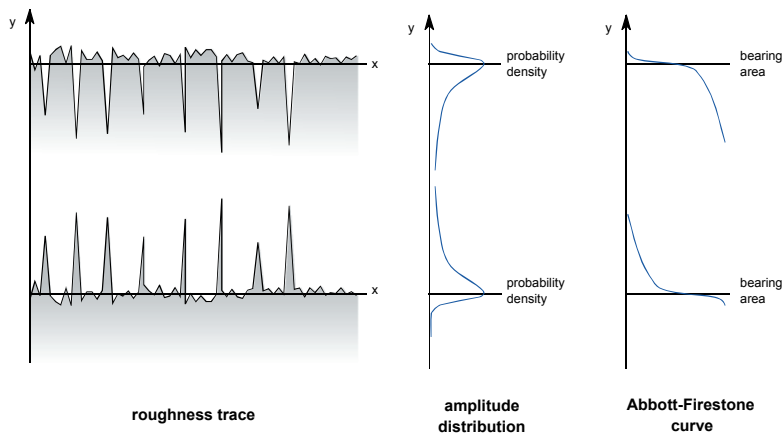 y
x
y
probability
density
y
bearing
area
x
probability
density
bearing
area
roughness trace
amplitude
distribution
Abbott-Firestone
curve